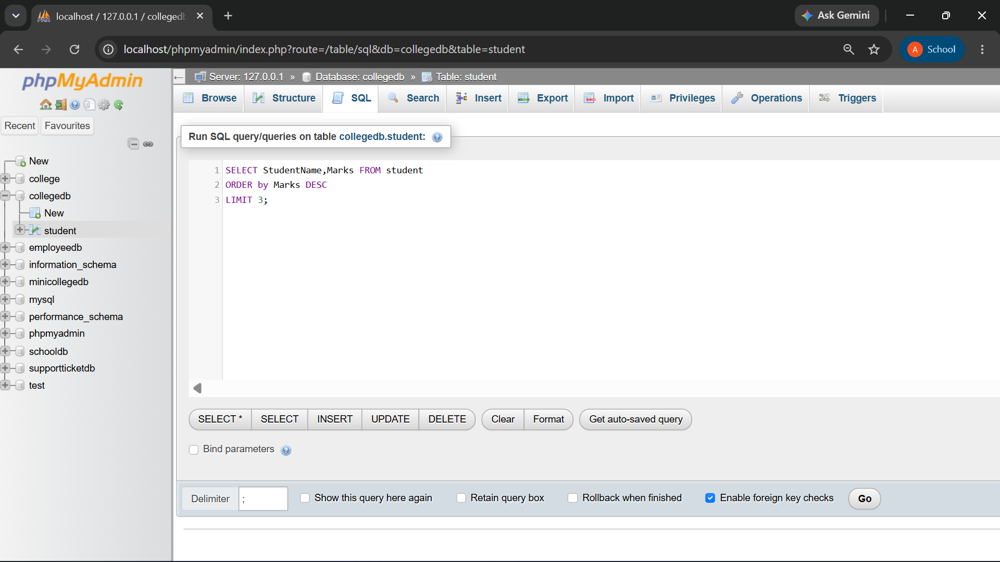 localhost / 127.0.0.1 / collegedb
Ask Gemini
localhost/phpmyadmin/index.php?route=/table/sql&db=collegedb&table=student
A School
phpMyAdmin
Recent Favourites
New
college
collegedb
New
student
employeedb
information_schema
minicollegedb
mysql
performance_schema
phpmyadmin
schooldb
supportticketdb
test
Server: 127.0.0.1 » Database: collegedb » Table: student
Browse Structure SQL Search Insert Export Import Privileges Operations Triggers
Run SQL query/queries on table collegedb.student:
1 SELECT StudentName,Marks FROM student
2 ORDER by Marks DESC
3 LIMIT 3;
SELECT * SELECT INSERT UPDATE DELETE Clear Format Get auto-saved query
Bind parameters
Delimiter ; Show this query here again Retain query box Rollback when finished Enable foreign key checks Go